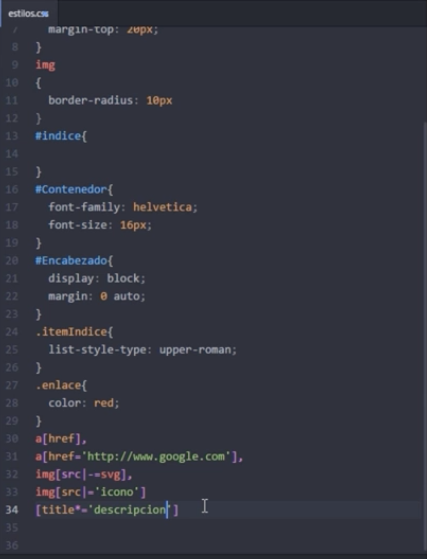 estilos.css
7 margin-top: 20px;
8 }
9 img
10 {
11 border-radius: 10px
12 }
13 #indice{
14
15 }
16 #Contenedor{
17 font-family: helvetica;
18 font-size: 16px;
19 }
20 #Encabezado{
21 display: block;
22 margin: 0 auto;
23 }
24 .itemIndice{
25 list-style-type: upper-roman;
26 }
27 .enlace{
28 color: red;
29 }
30 a[href],
31 a[href='http://www.google.com'],
32 img[src|-=svg],
33 img[src|='icono']
34 [title*='descripcion']
35
36